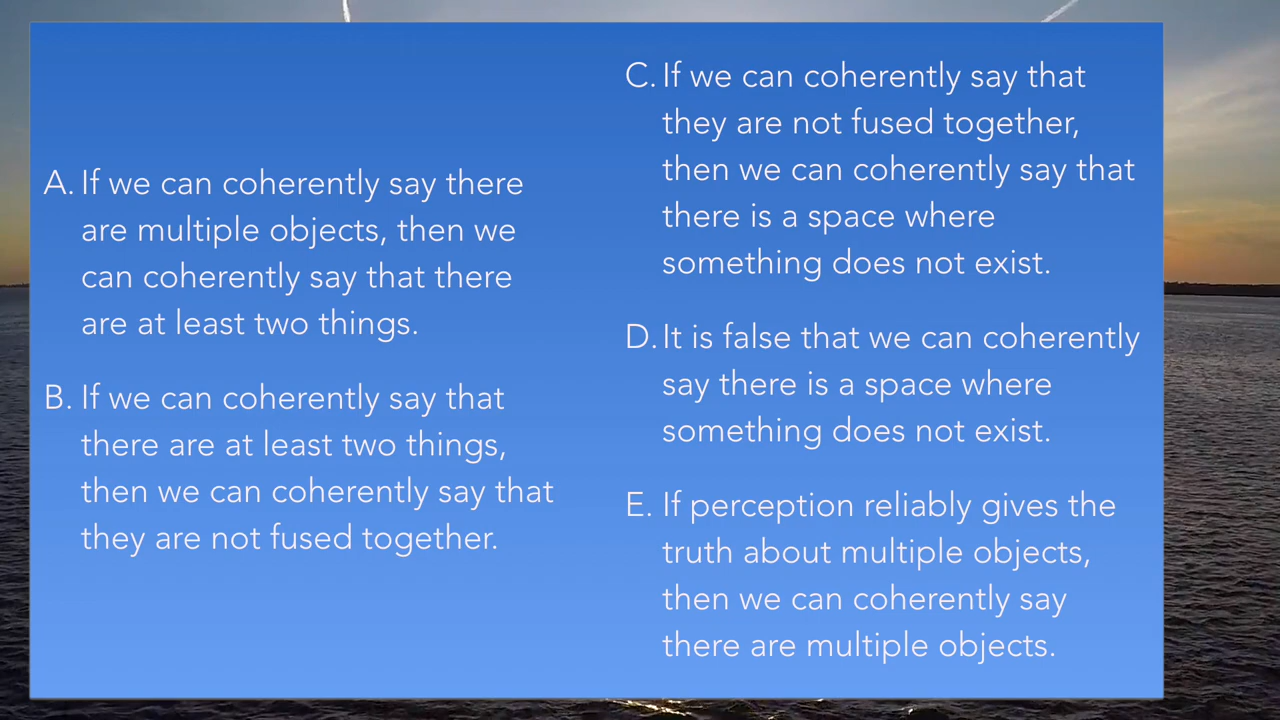 A. If we can coherently say there
are multiple objects, then we
can coherently say that there
are at least two things.
B. If we can coherently say that
there are at least two things,
then we can coherently say that
they are not fused together.
C. If we can coherently say that
they are not fused together,
then we can coherently say that
there is a space where
something does not exist.
D. It is false that we can coherently
say there is a space where
something does not exist.
E. If perception reliably gives the
truth about multiple objects,
then we can coherently say
there are multiple objects.